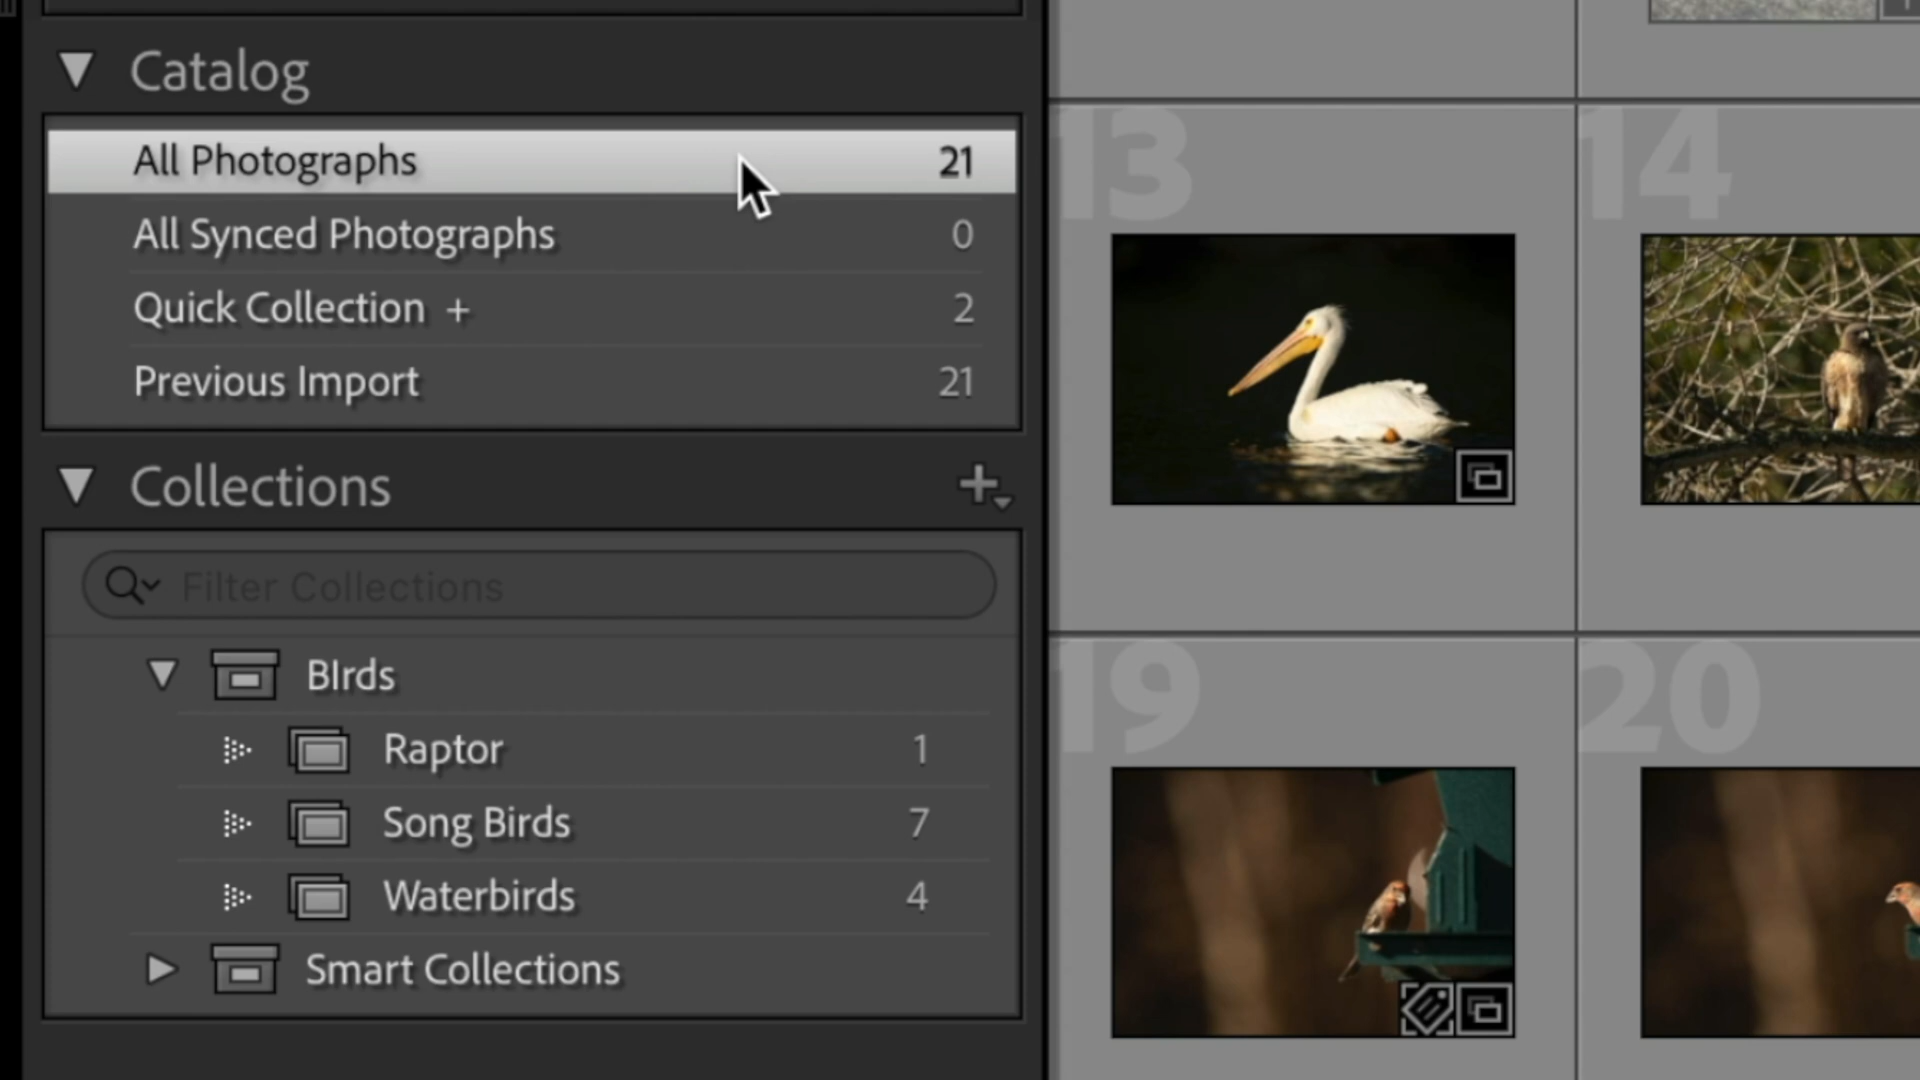 Catalog
All Photographs 21
All Synced Photographs 0
Quick Collection + 2
Previous Import 21
Collections
Filter Collections
BIrds
Raptor 1
Song Birds 7
Waterbirds 4
Smart Collections
13
14
19
20